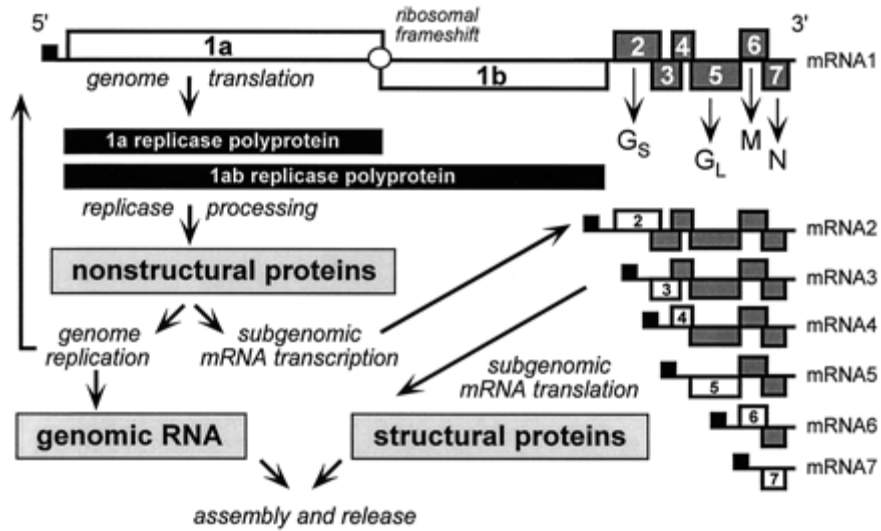 5'
ribosomal
frameshift
3'
1a
2
4
6
mRNA1
1b
3
5
7
genome translation
G_S
G_L
M
N
1a replicase polyprotein
1ab replicase polyprotein
replicase processing
2
mRNA2
nonstructural proteins
3
mRNA3
4
mRNA4
genome
replication
subgenomic
mRNA transcription
subgenomic
mRNA translation
5
mRNA5
genomic RNA
structural proteins
6
mRNA6
7
mRNA7
assembly and release